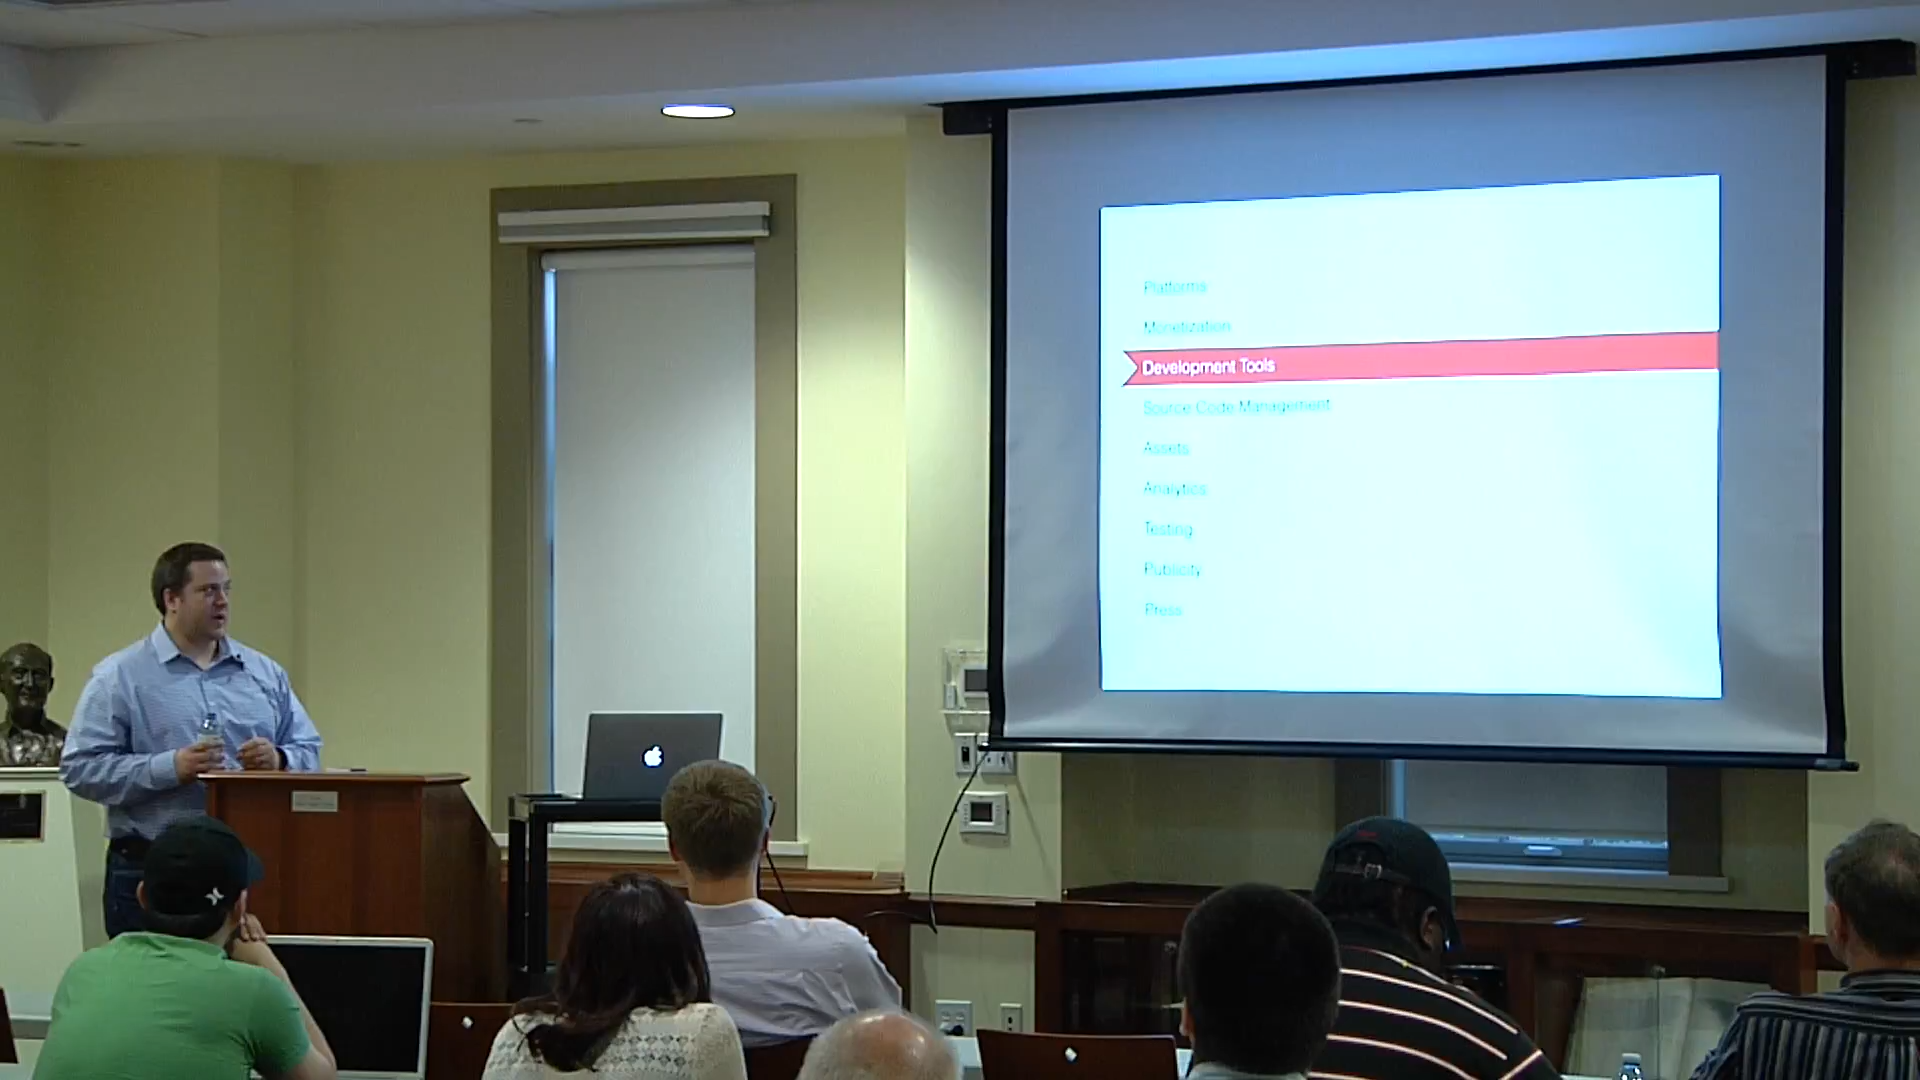 Platforms
Monetization
Development Tools
Source Code Management
Assets
Analytics
Testing
Publicity
Press